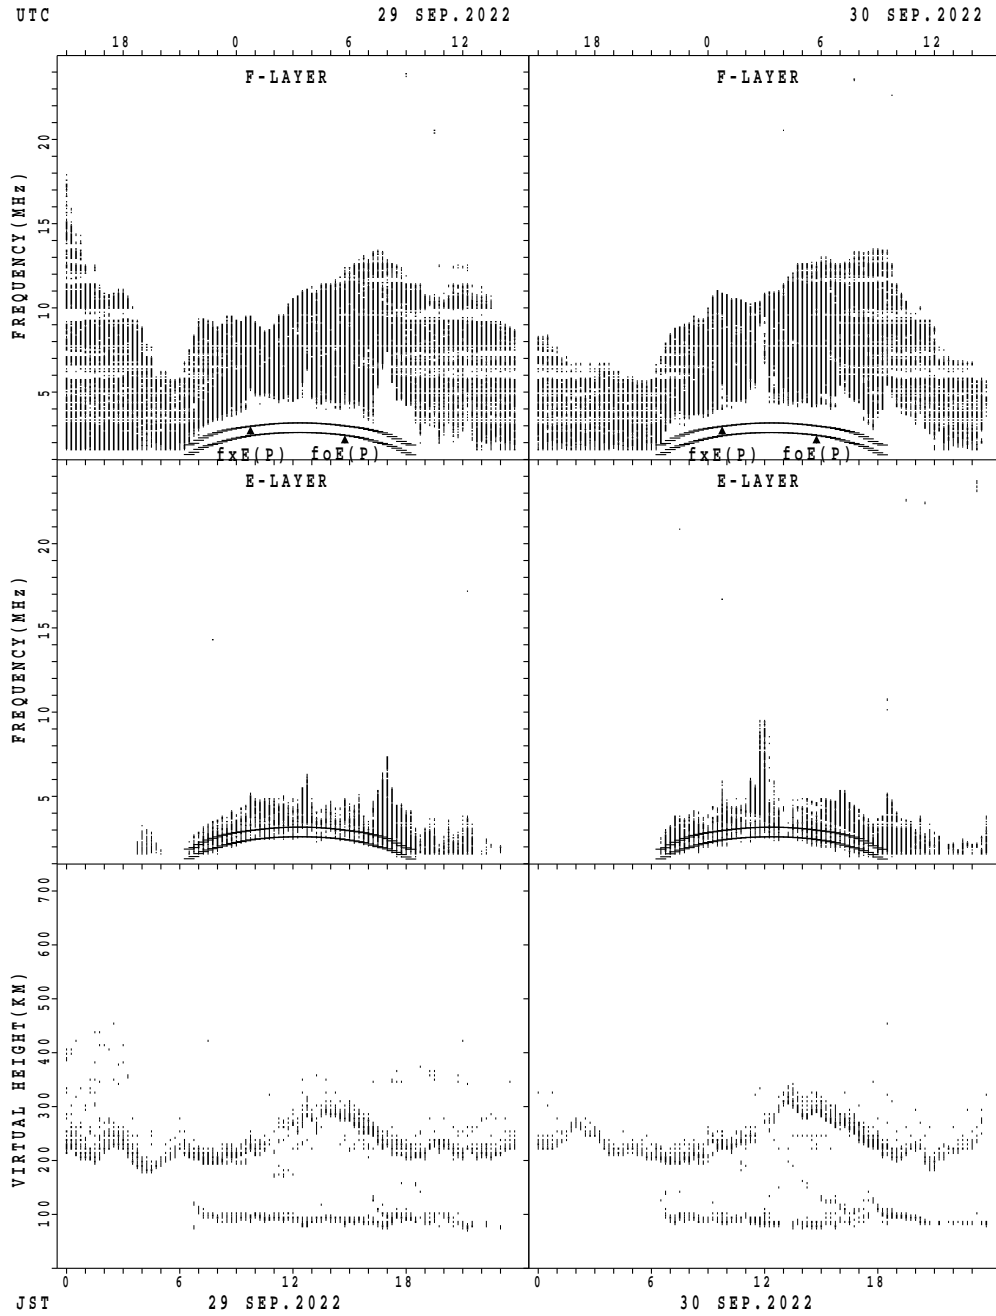 UTC 29 SEP.2022 30 SEP.2022
18 0 6 12 18 0 6 12
F-LAYER F-LAYER
20
15
10
5
FREQUENCY(MHz)
fxE(P) foE(P) fxE(P) foE(P)
E-LAYER E-LAYER
20
15
10
5
FREQUENCY(MHz)
700
600
500
400
300
200
100
VIRTUAL HEIGHT(KM)
0 6 12 18 0 6 12 18
JST 29 SEP.2022 30 SEP.2022